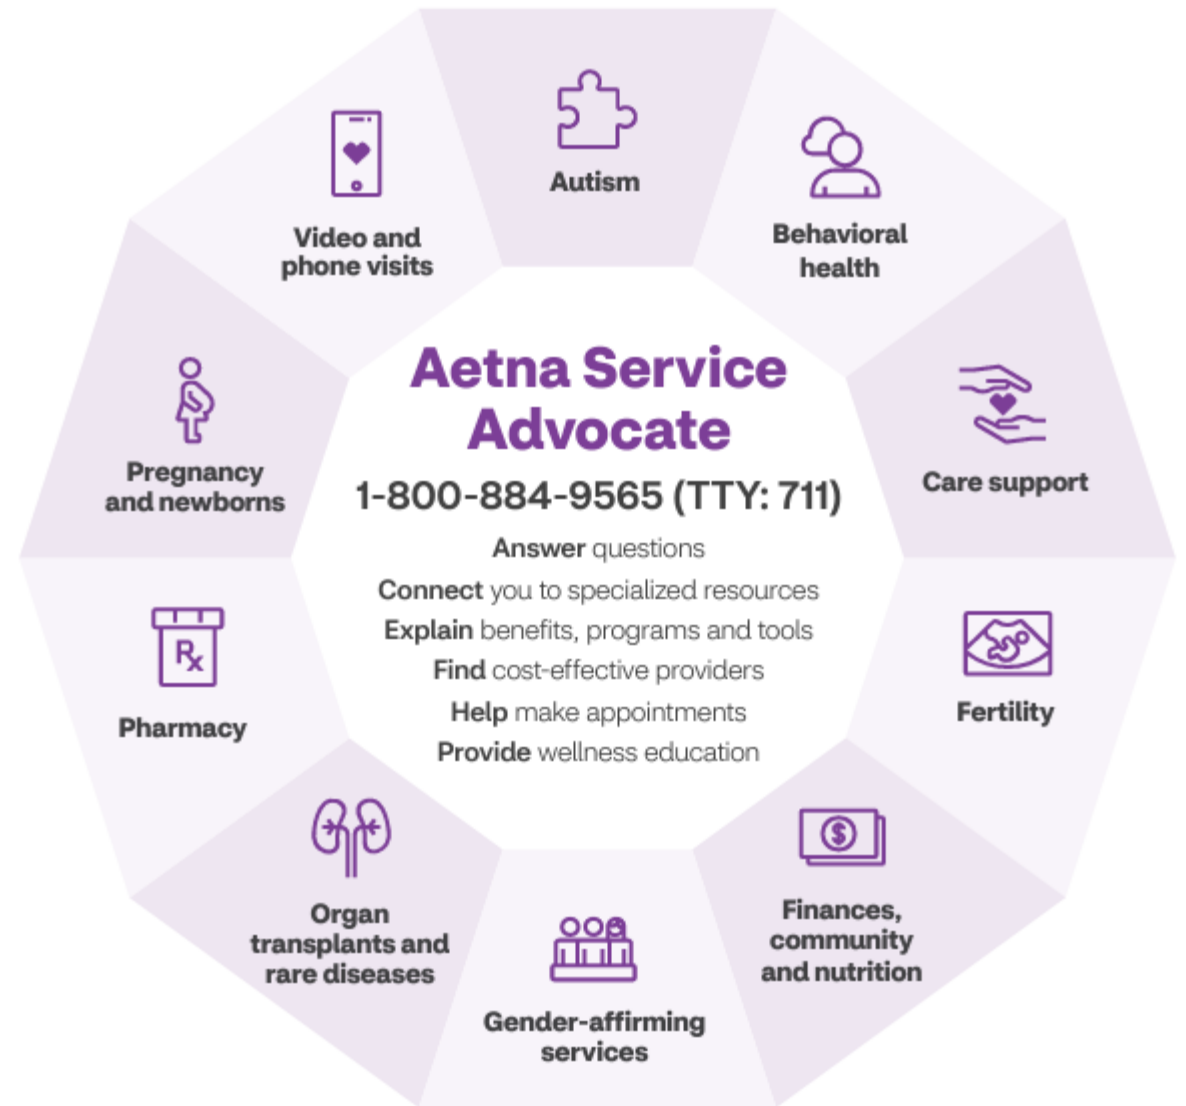 Autism
Behavioral
health
Care support
Fertility
Finances,
community
and nutrition
Gender-affirming
services
Organ
transplants and
rare diseases
Rx
Pharmacy
Pregnancy
and newborns
Video and
phone visits
Aetna Service
Advocate
1-800-884-9565 (TTY: 711)
Answer questions
Connect you to specialized resources
Explain benefits, programs and tools
Find cost-effective providers
Help make appointments
Provide wellness education
$